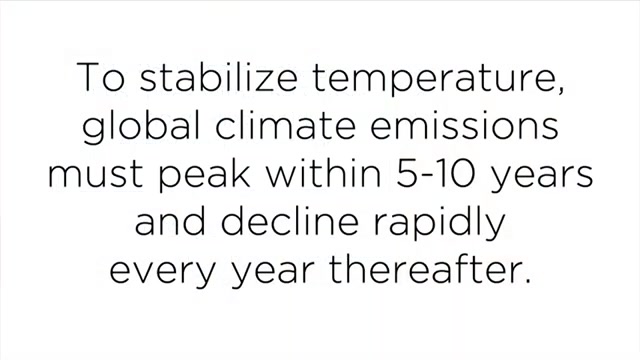 To stabilize temperature,
global climate emissions
must peak within 5-10 years
and decline rapidly
every year thereafter.